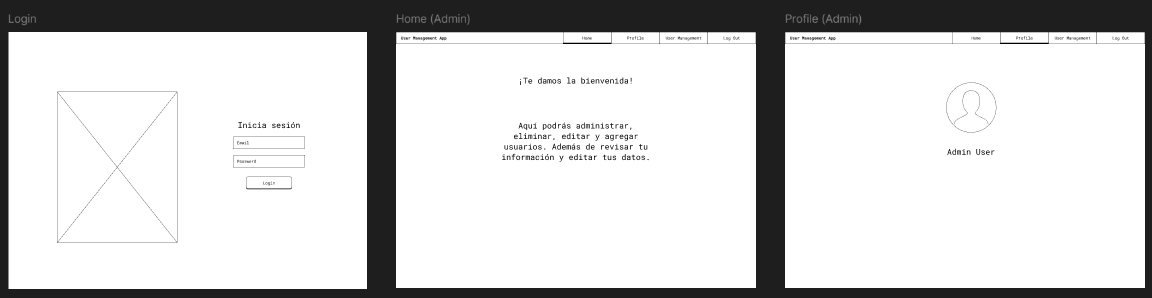 Login
Inicia sesión
Email
Password
Login
Home (Admin)
User Management App
Home
Profile
User Management
Log Out
¡Te damos la bienvenida!
Aqui podrás administrar,
eliminar, editar y agregar
usuarios. Además de revisar tu
información y editar tus datos.
Profile (Admin)
User Management App
Home
Profile
User Management
Log Out
Admin User